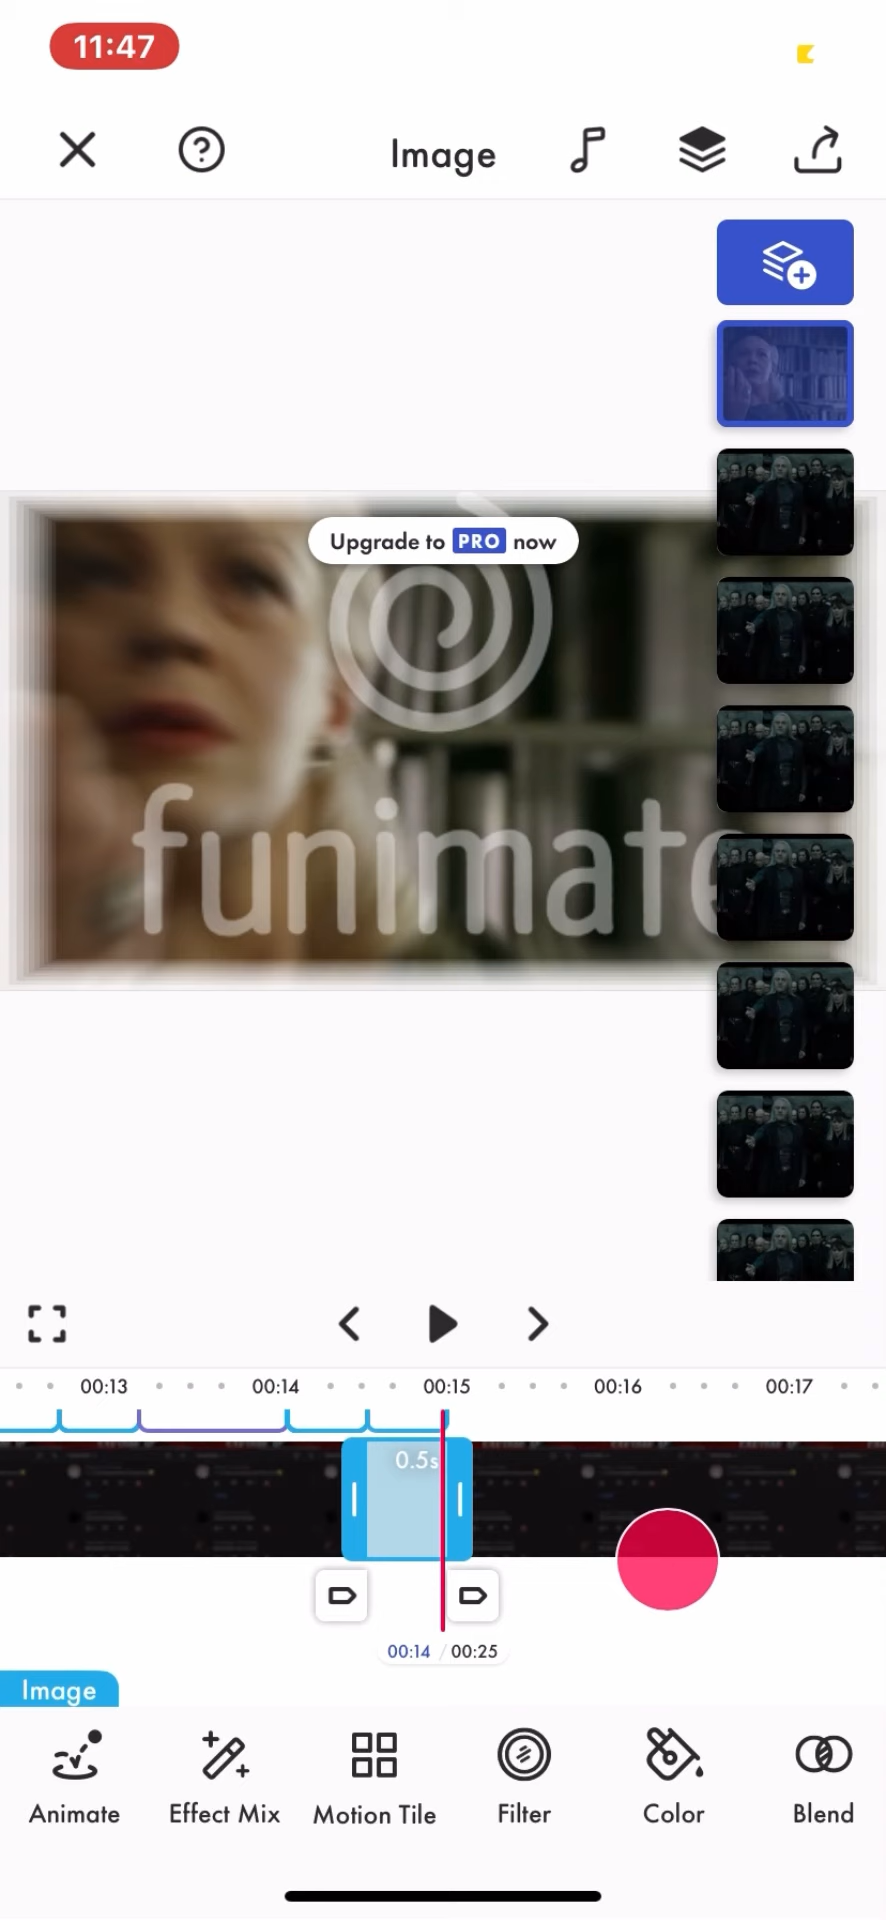 11:47
Image
Upgrade to PRO now
funimate
00:13 00:14 00:15 00:16 00:17
0.5s
00:14 / 00:25
Image
Animate Effect Mix Motion Tile Filter Color Blend